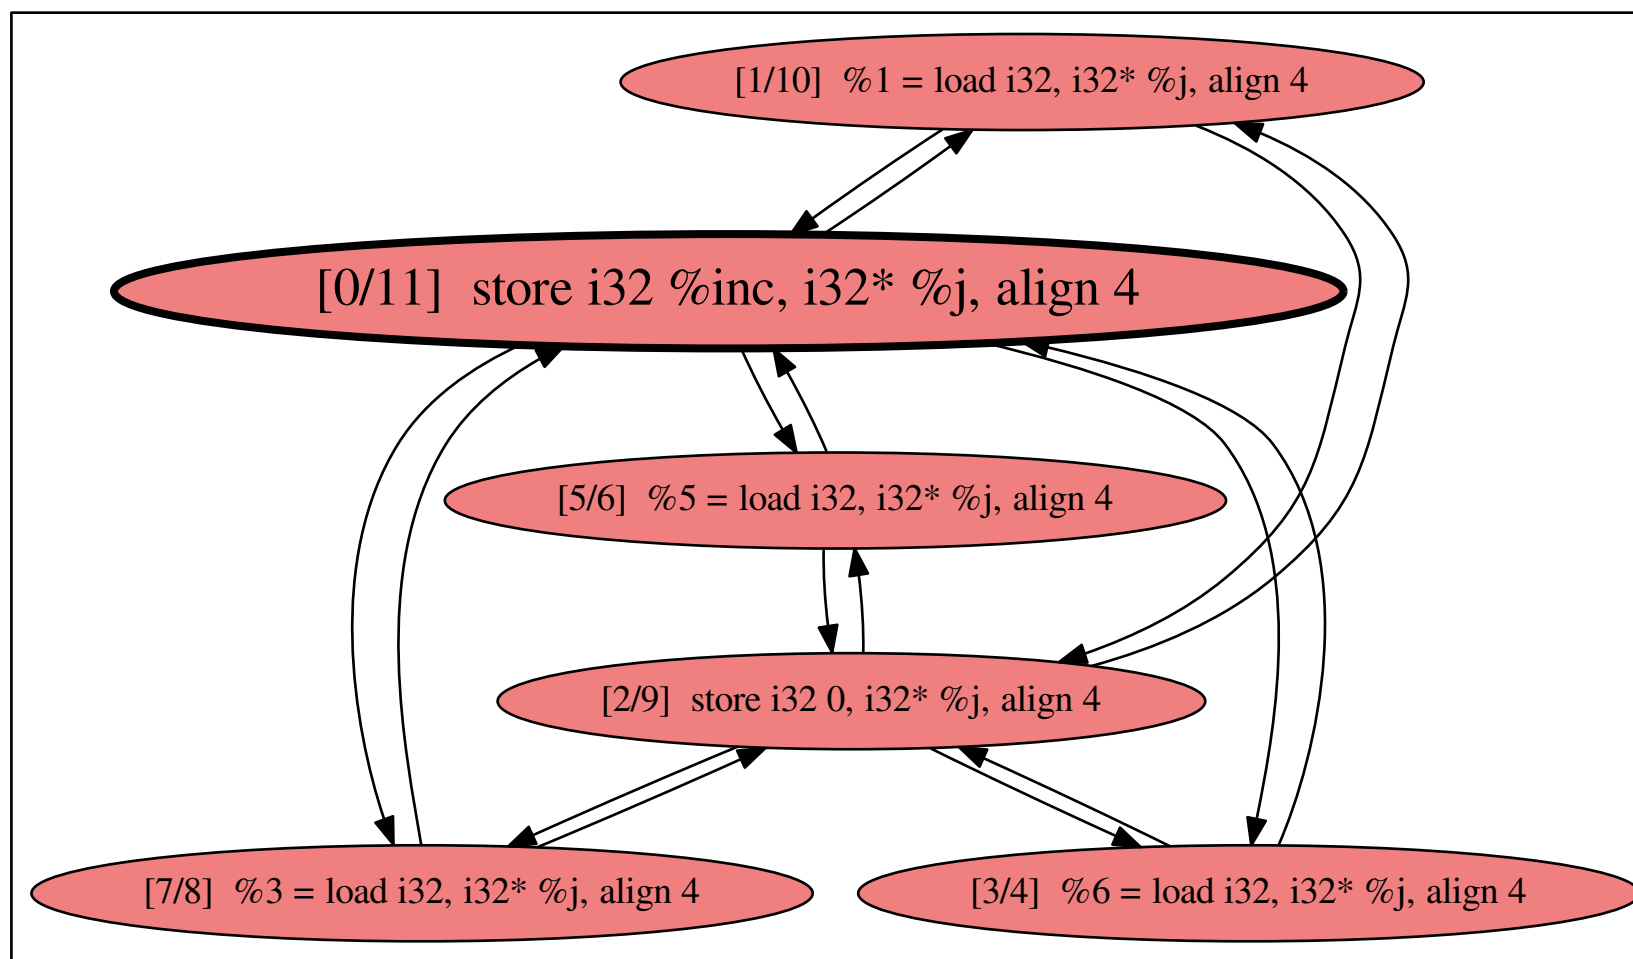 [1/10]  %1 = load i32, i32* %j, align 4
[0/11]  store i32 %inc, i32* %j, align 4
[5/6]  %5 = load i32, i32* %j, align 4
[2/9]  store i32 0, i32* %j, align 4
[7/8]  %3 = load i32, i32* %j, align 4
[3/4]  %6 = load i32, i32* %j, align 4